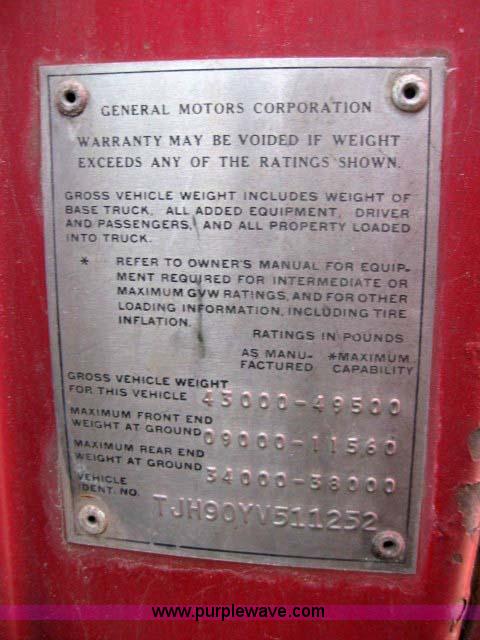 GENERAL MOTORS CORPORATION
WARRANTY MAY BE VOIDED IF WEIGHT
EXCEEDS ANY OF THE RATINGS SHOWN.
GROSS VEHICLE WEIGHT INCLUDES WEIGHT OF
BASE TRUCK, ALL ADDED EQUIPMENT, DRIVER
AND PASSENGERS, AND ALL PROPERTY LOADED
INTO TRUCK.
* REFER TO OWNER'S MANUAL FOR EQUIP-
MENT REQUIRED FOR INTERMEDIATE OR
MAXIMUM GVW RATINGS, AND FOR OTHER
LOADING INFORMATION, INCLUDING TIRE
INFLATION.
RATINGS IN POUNDS
AS MANU- *MAXIMUM
FACTURED CAPABILITY
GROSS VEHICLE WEIGHT
FOR THIS VEHICLE 43000-49500
MAXIMUM FRONT END
WEIGHT AT GROUND 09000-11560
MAXIMUM REAR END
WEIGHT AT GROUND 34000-38000
VEHICLE
IDENT. NO. TJH90YV511252
www.purplewave.com